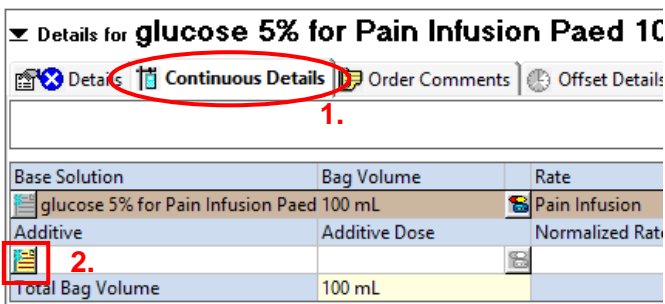 Details for glucose 5% for Pain Infusion Paed 10
Details Continuous Details Order Comments Offset Details
1.
Base Solution Bag Volume Rate
glucose 5% for Pain Infusion Paed 100 mL Pain Infusion
Additive Additive Dose Normalized Rate
2.
Total Bag Volume 100 mL